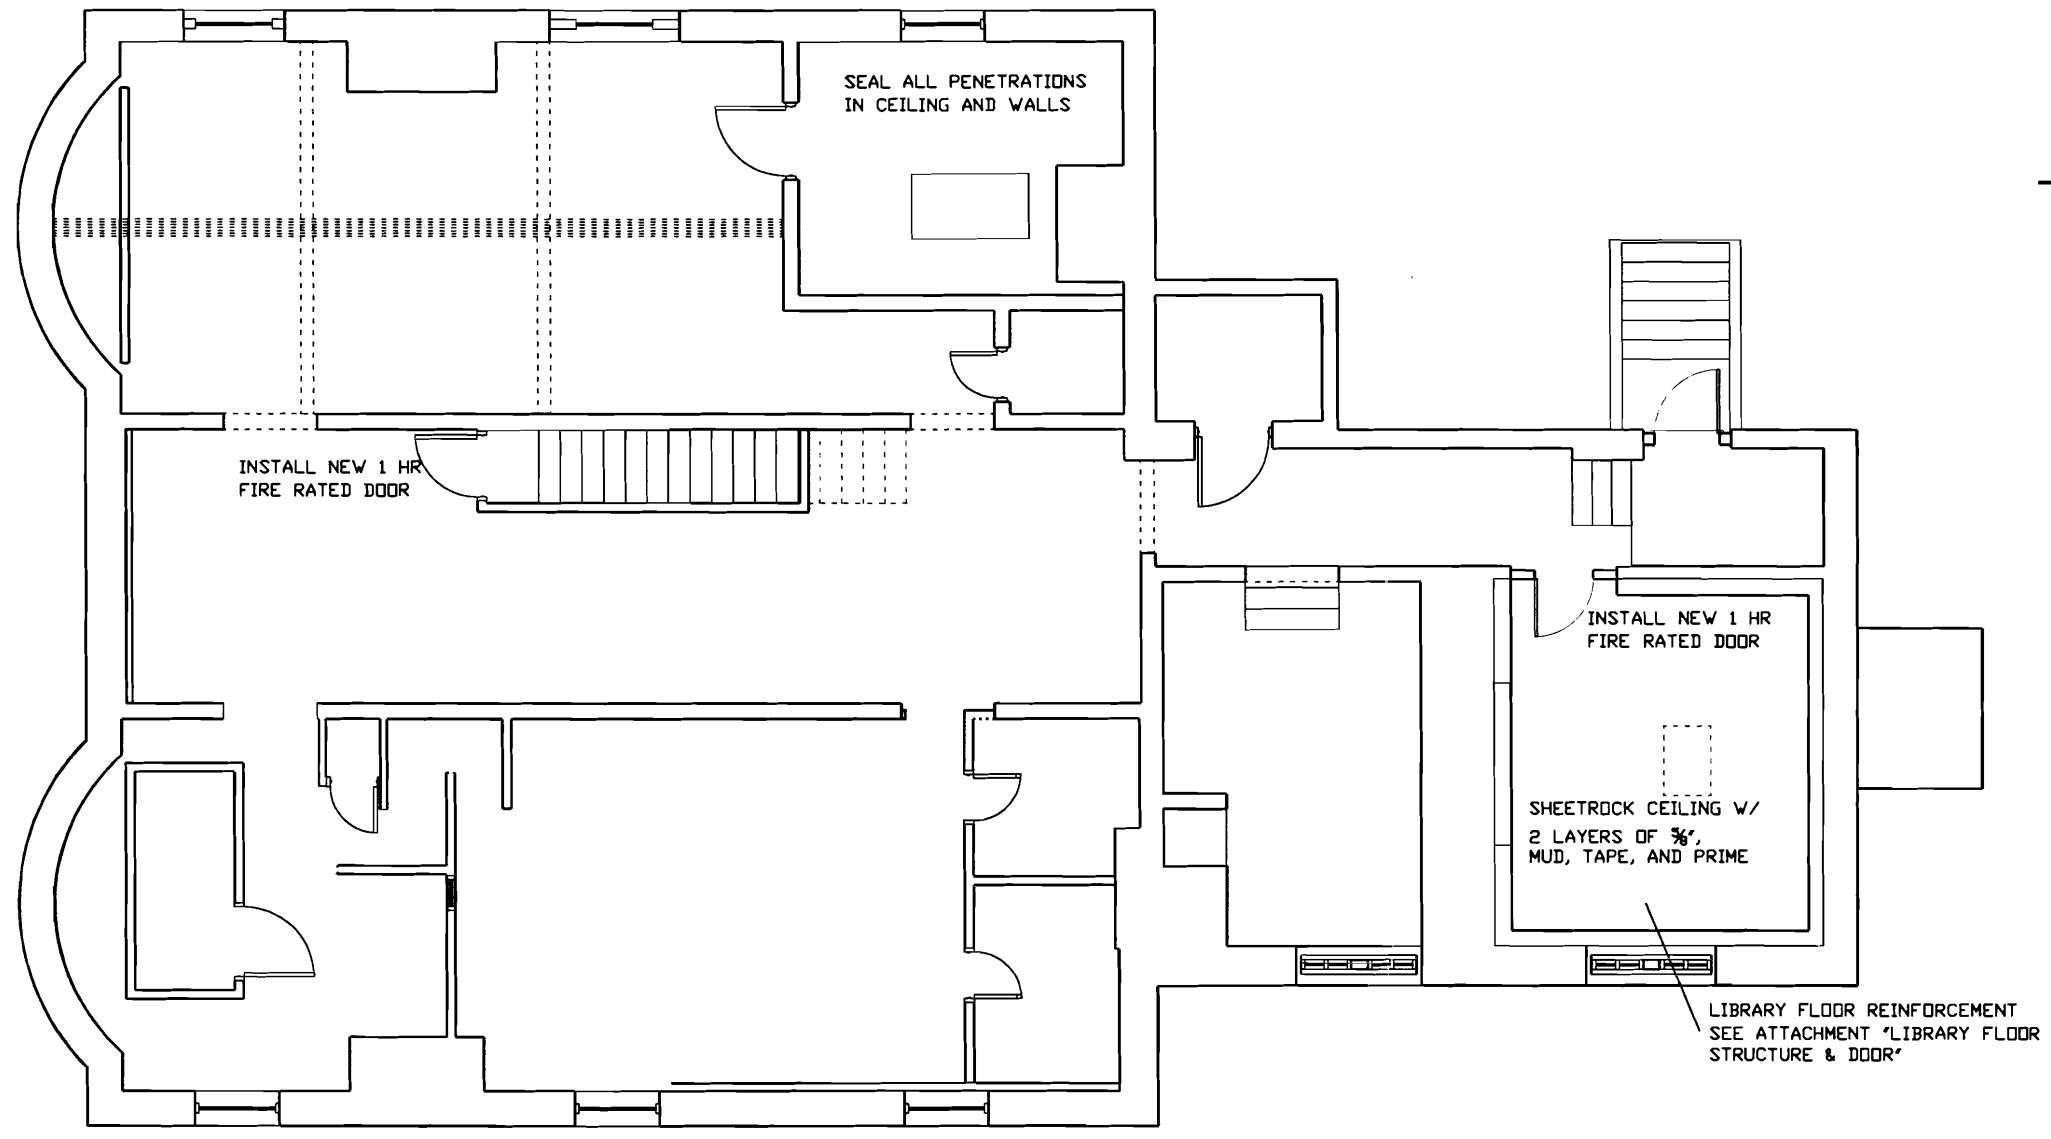 SEAL ALL PENETRATIONS
IN CEILING AND WALLS
INSTALL NEW 1 HR
FIRE RATED DOOR
INSTALL NEW 1 HR
FIRE RATED DOOR
SHEETROCK CEILING W/
2 LAYERS OF ⅝",
MUD, TAPE, AND PRIME
LIBRARY FLOOR REINFORCEMENT
SEE ATTACHMENT "LIBRARY FLOOR
STRUCTURE & DOOR"